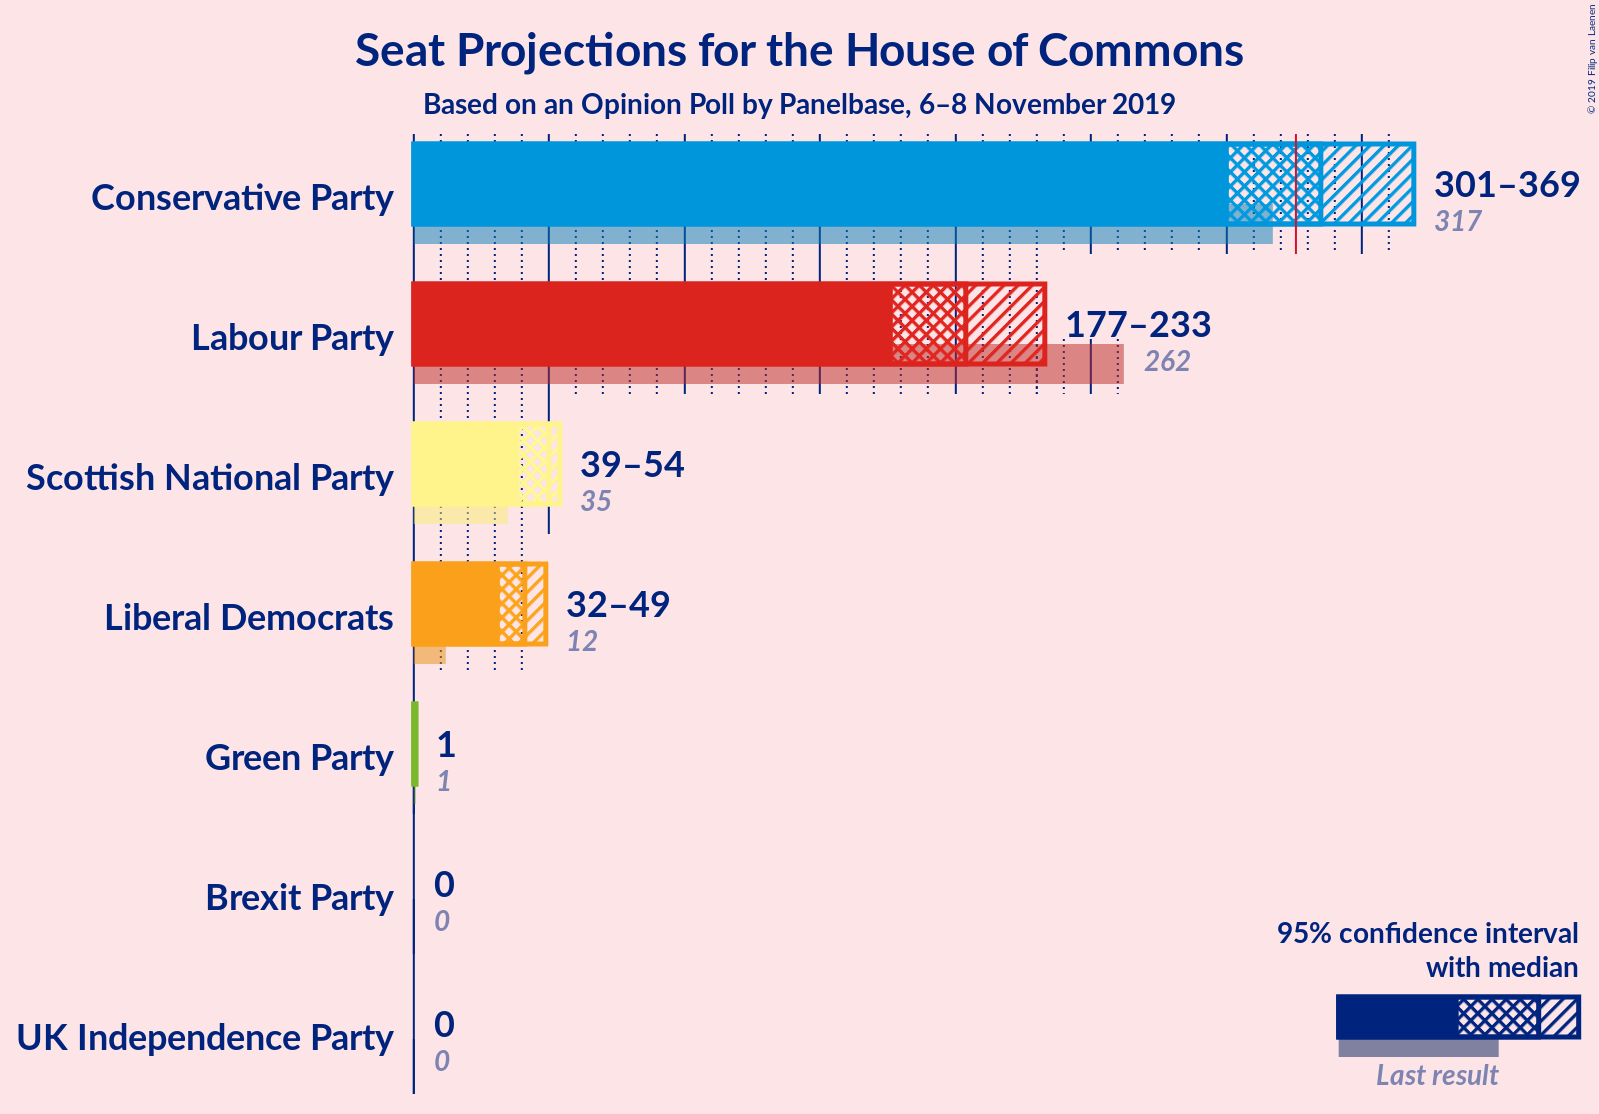 Seat Projections for the House of Commons
Based on an Opinion Poll by Panelbase, 6–8 November 2019
© 2019 Filip van Laenen
Conservative Party
301–369
317
Labour Party
177–233
262
Scottish National Party
39–54
35
Liberal Democrats
32–49
12
Green Party
1
1
Brexit Party
0
0
UK Independence Party
0
0
95% confidence interval
with median
Last result